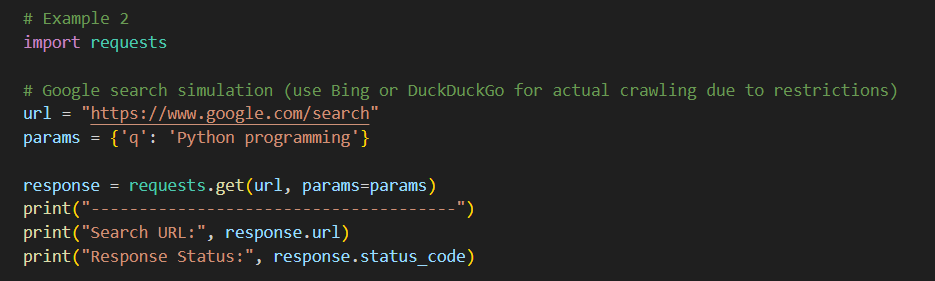 # Example 2
import requests
# Google search simulation (use Bing or DuckDuckGo for actual crawling due to restrictions)
url = "https://www.google.com/search"
params = {'q': 'Python programming'}
response = requests.get(url, params=params)
print("--------------------------------------")
print("Search URL:", response.url)
print("Response Status:", response.status_code)